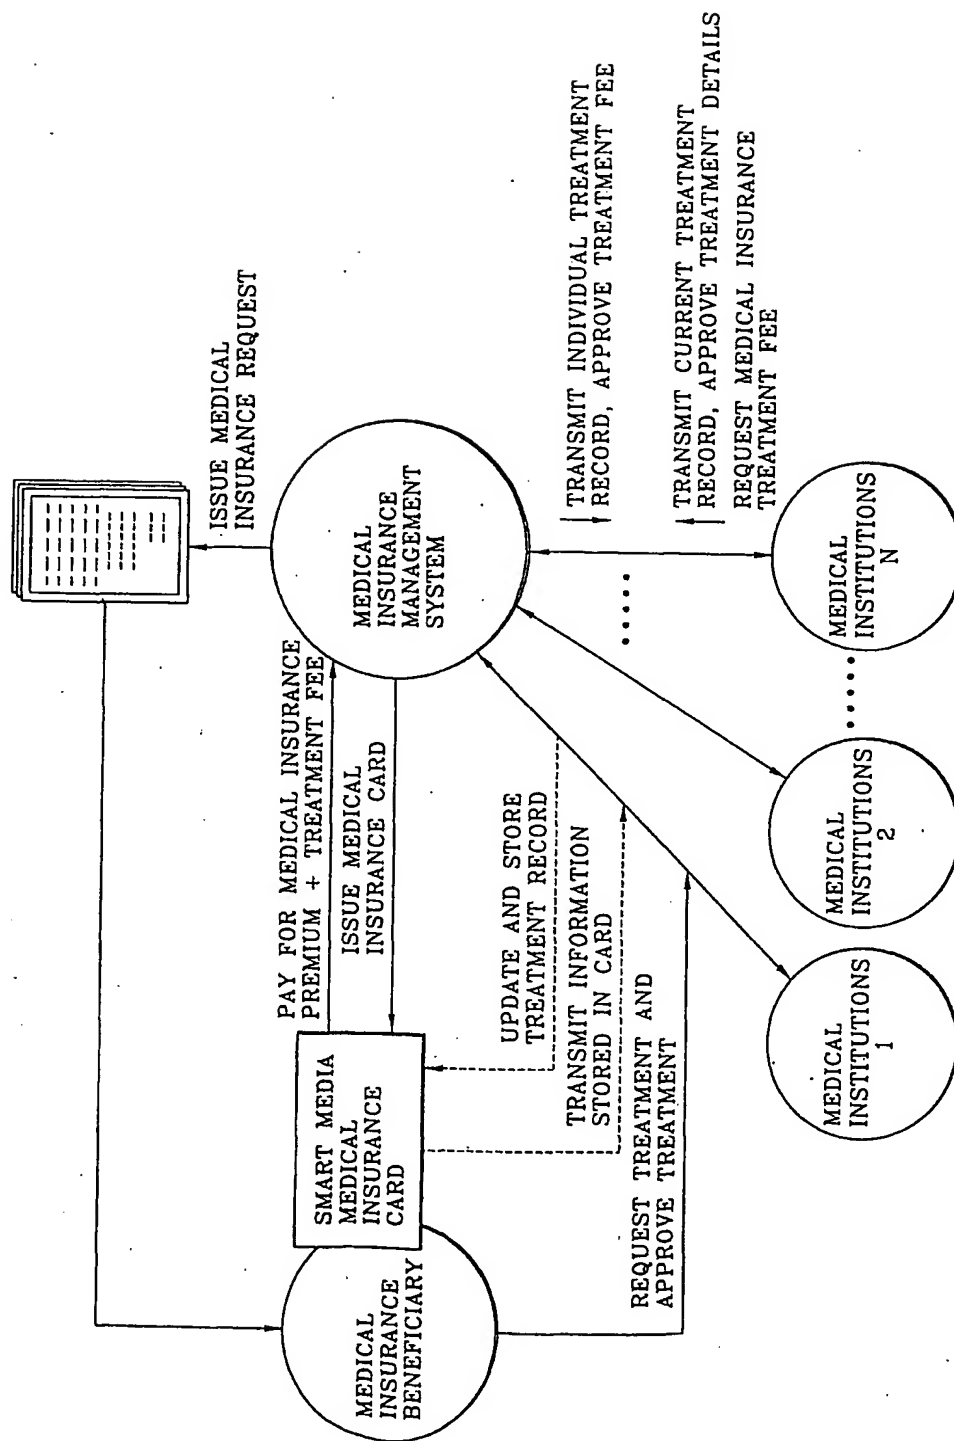 ISSUE MEDICAL
INSURANCE REQUEST
PAY FOR MEDICAL INSURANCE
PREMIUM + TREATMENT FEE
ISSUE MEDICAL
INSURANCE CARD
MEDICAL
INSURANCE
MANAGEMENT
SYSTEM
SMART MEDIA
MEDICAL
INSURANCE
CARD
MEDICAL
INSURANCE
BENEFICIARY
UPDATE AND STORE
TREATMENT RECORD
TRANSMIT INFORMATION
STORED IN CARD
REQUEST TREATMENT AND
APPROVE TREATMENT
TRANSMIT INDIVIDUAL TREATMENT
RECORD, APPROVE TREATMENT FEE
TRANSMIT CURRENT TREATMENT
RECORD, APPROVE TREATMENT DETAILS
REQUEST MEDICAL INSURANCE
TREATMENT FEE
MEDICAL
INSTITUTIONS
1
MEDICAL
INSTITUTIONS
2
MEDICAL
INSTITUTIONS
N